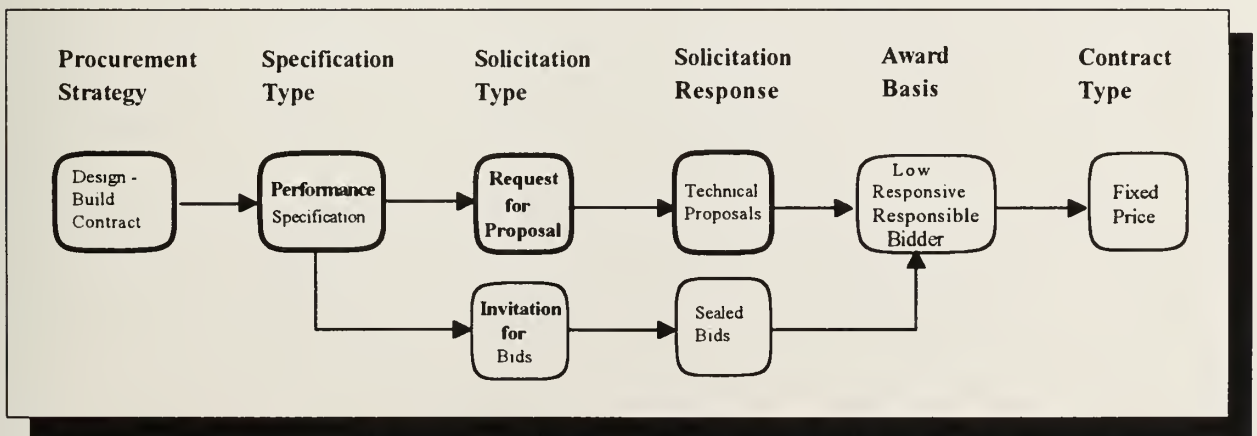 Procurement
Strategy
Specification
Type
Solicitation
Type
Solicitation
Response
Award
Basis
Contract
Type
Design -
Build
Contract
Performance
Specification
Request
for
Proposal
Technical
Proposals
Low
Responsive
Responsible
Bidder
Fixed
Price
Invitation
for
Bids
Sealed
Bids